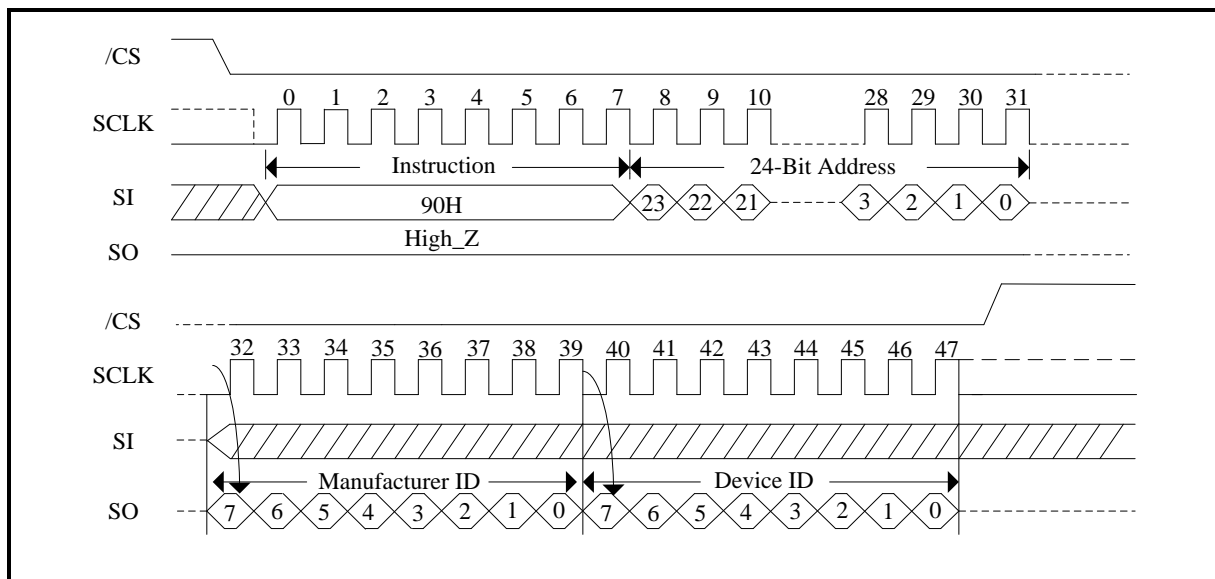 /CS
0 1 2 3 4 5 6 7 8 9 10 28 29 30 31
SCLK
Instruction 24-Bit Address
SI 90H 23 22 21 3 2 1 0
High_Z
SO
/CS
32 33 34 35 36 37 38 39 40 41 42 43 44 45 46 47
SCLK
SI
Manufacturer ID Device ID
SO 7 6 5 4 3 2 1 0 7 6 5 4 3 2 1 0